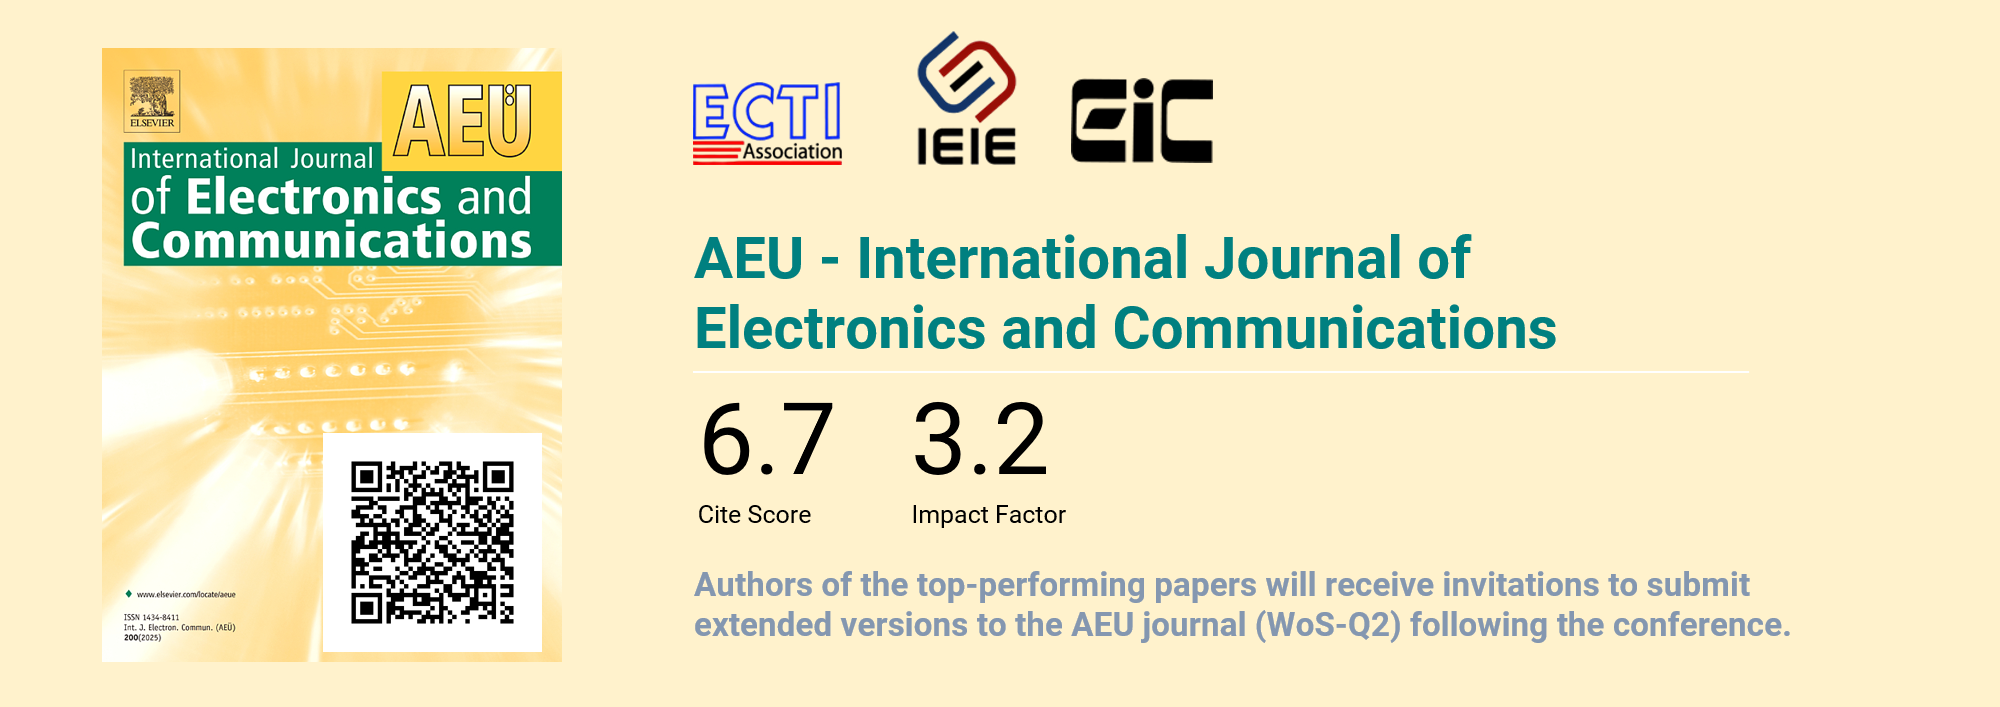 ELSEVIER
AEÜ
International Journal
of Electronics and
Communications
www.elsevier.com/locate/aeue
ISSN 1434-8411
Int. J. Electron. Commun. (AEÜ)
200(2025)
ECTI
Association
IEIE
EiC
AEU - International Journal of
Electronics and Communications
6.7 3.2
Cite Score Impact Factor
Authors of the top-performing papers will receive invitations to submit
extended versions to the AEU journal (WoS-Q2) following the conference.